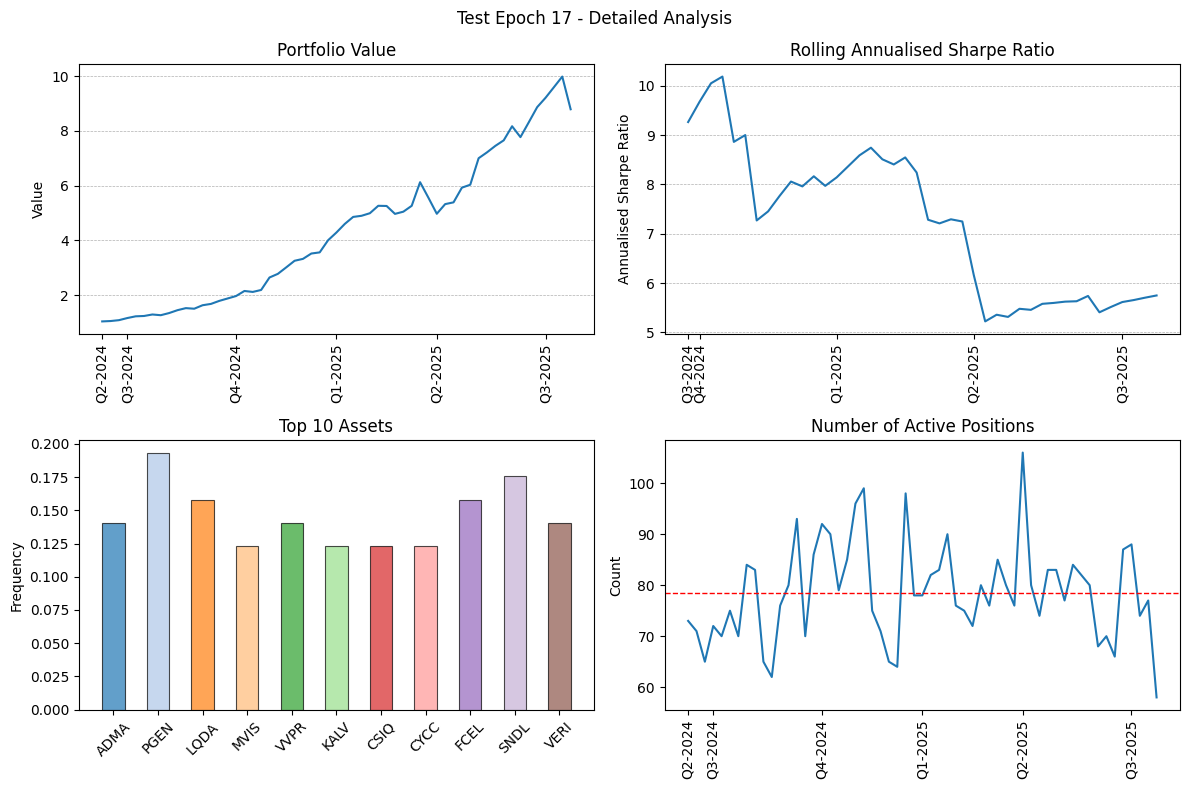 Test Epoch 17 - Detailed Analysis
Portfolio Value
Value
10
8
6
4
2
Q2-2024
Q3-2024
Q4-2024
Q1-2025
Q2-2025
Q3-2025
Rolling Annualised Sharpe Ratio
Annualised Sharpe Ratio
10
9
8
7
6
5
Q3-2024
Q4-2024
Q1-2025
Q2-2025
Q3-2025
Top 10 Assets
Frequency
0.200
0.175
0.150
0.125
0.100
0.075
0.050
0.025
0.000
ADMA
PGEN
LQDA
MVIS
VVPR
KALV
CSIQ
CYCC
FCEL
SNDL
VERI
Number of Active Positions
Count
100
90
80
70
60
Q2-2024
Q3-2024
Q4-2024
Q1-2025
Q2-2025
Q3-2025